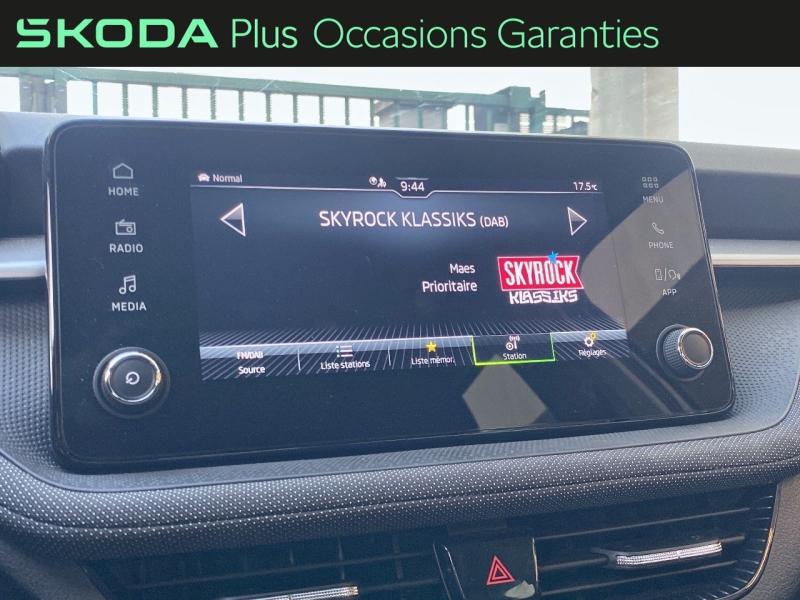 SKODA Plus Occasions Garanties
Normal 9:44 17.5°C
HOME
RADIO
MEDIA
MENU
PHONE
APP
SKYROCK KLASSIKS (DAB)
Maes
Prioritaire
SKYROCK
KLASSIKS
FM/DAB
Source
Liste stations
Liste mémor.
Station
Réglages